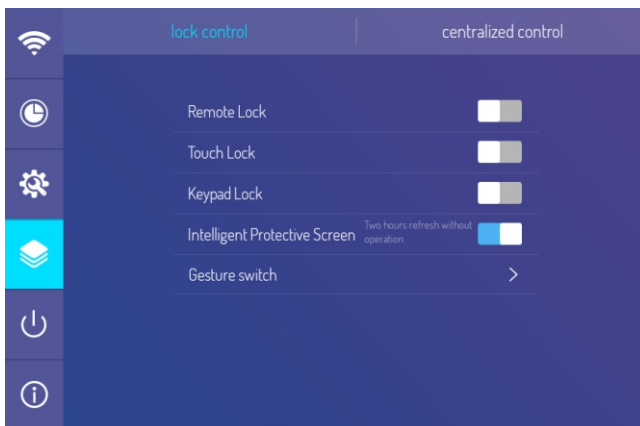 lock control
centralized control
Remote Lock
Touch Lock
Keypad Lock
Intelligent Protective Screen
Two hours refresh without
operation
Gesture switch